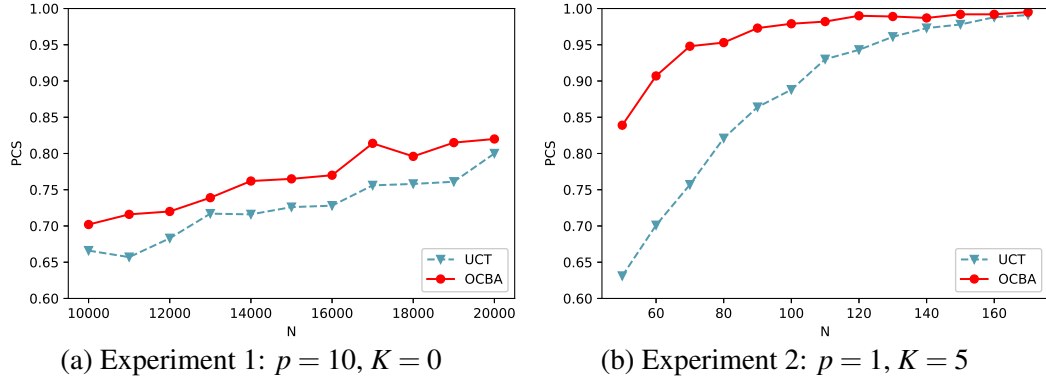 1.00
0.95
0.90
0.85
0.80
0.75
0.70
0.65
0.60
PCS
10000 12000 14000 16000 18000 20000
N
UCT
OCBA
(a) Experiment 1: p = 10, K = 0
1.00
0.95
0.90
0.85
0.80
0.75
0.70
0.65
0.60
PCS
60 80 100 120 140 160
N
UCT
OCBA
(b) Experiment 2: p = 1, K = 5